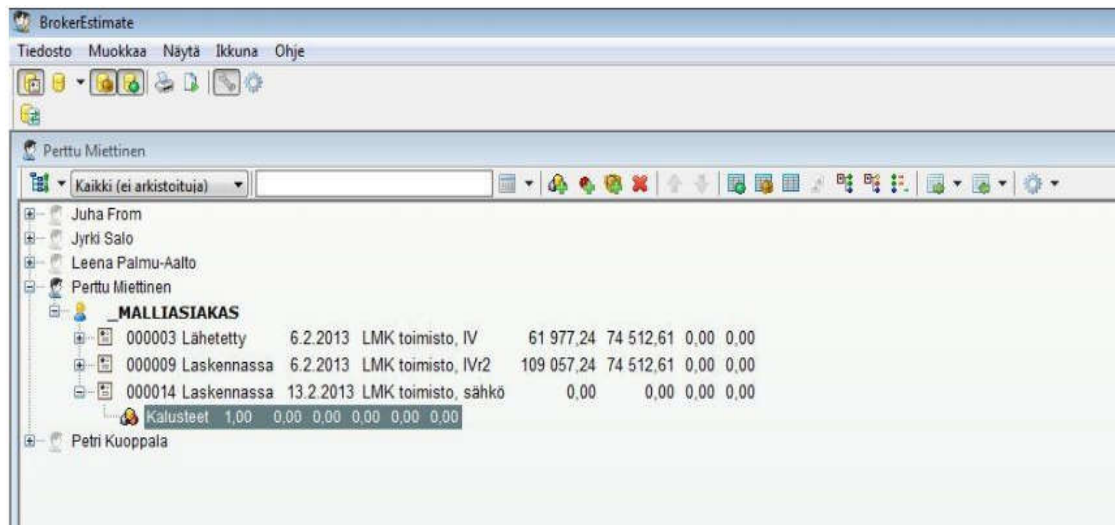 BrokerEstimate
Tiedosto Muokkaa Näytä Ikkuna Ohje
Perttu Miettinen
Kaikki (ei arkistoituja)
Juha From
Jyrki Salo
Leena Palmu-Aalto
Perttu Miettinen
_MALLIASIAKAS
000003 Lähetetty 6.2.2013 LMK toimisto, IV 61 977,24 74 512,61 0,00 0,00
000009 Laskennassa 6.2.2013 LMK toimisto, IVr2 109 057,24 74 512,61 0,00 0,00
000014 Laskennassa 13.2.2013 LMK toimisto, sähkö 0,00 0,00 0,00 0,00
Kalusteet 1,00 0,00 0,00 0,00 0,00 0,00
Petri Kuoppala